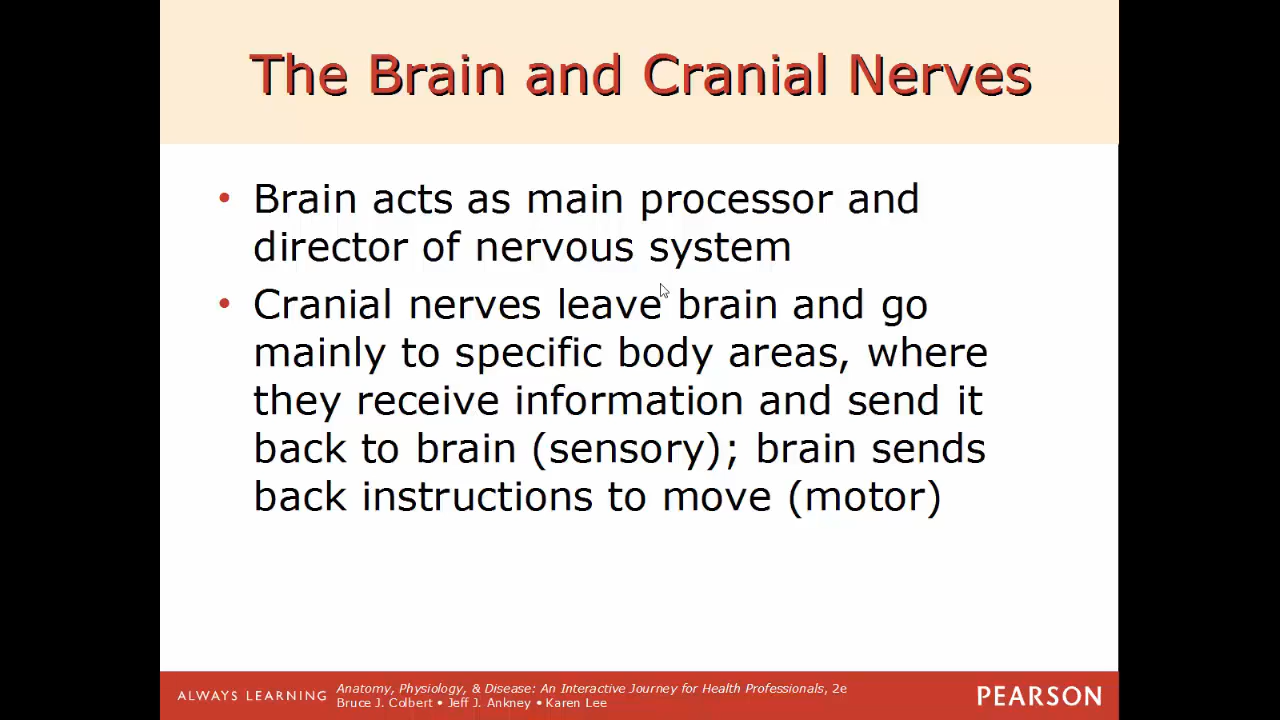 The Brain and Cranial Nerves
• Brain acts as main processor and
director of nervous system
• Cranial nerves leave brain and go
mainly to specific body areas, where
they receive information and send it
back to brain (sensory); brain sends
back instructions to move (motor)
ALWAYS LEARNING
Anatomy, Physiology, & Disease: An Interactive Journey for Health Professionals, 2e
Bruce J. Colbert • Jeff J. Ankney • Karen Lee
PEARSON